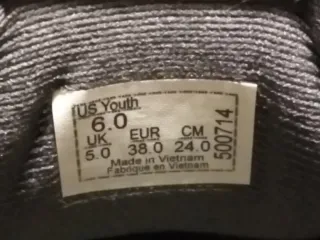 US Youth
6.0
UK EUR CM
5.0 38.0 24.0
Made in Vietnam
Fabriqué en Vietnam
500714